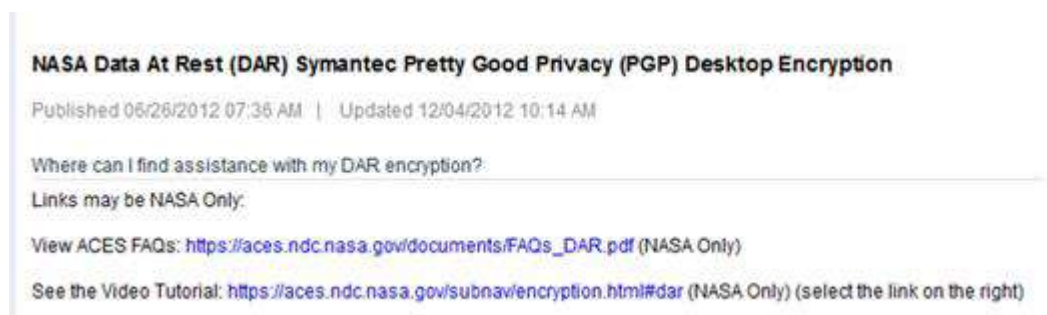 NASA Data At Rest (DAR) Symantec Pretty Good Privacy (PGP) Desktop Encryption
Published 06/26/2012 07:36 AM | Updated 12/04/2012 10:14 AM
Where can I find assistance with my DAR encryption?
Links may be NASA Only:
View ACES FAQs: https://aces.ndc.nasa.gov/documents/FAQs_DAR.pdf (NASA Only)
See the Video Tutorial: https://aces.ndc.nasa.gov/subnav/encryption.html#dar (NASA Only) (select the link on the right)